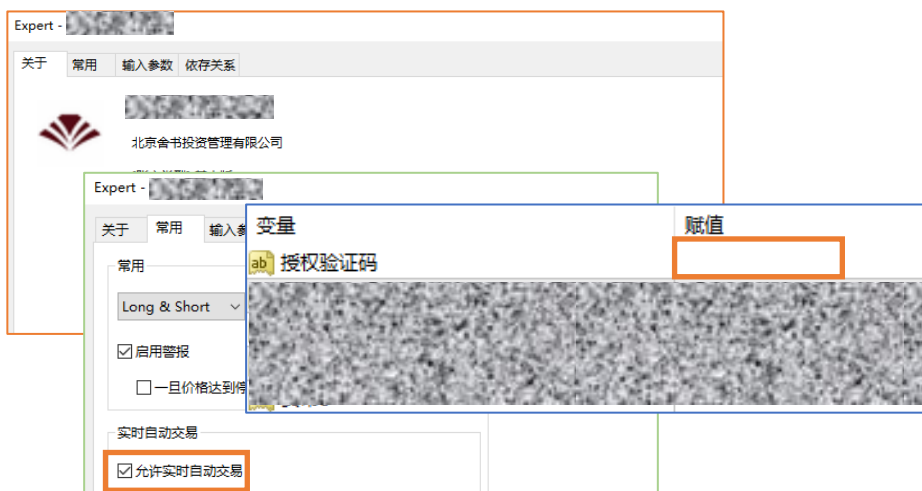 Expert -
关于 常用 输入参数 依存关系
北京舍书投资管理有限公司
Expert -
关于 常用 输入参
变量 赋值
ab 授权验证码
常用
Long & Short
启用警报
一旦价格达到停
实时自动交易
允许实时自动交易